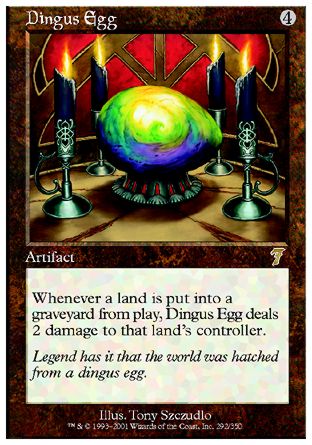 Dingus Egg 4
Artifact
Whenever a land is put into a
graveyard from play, Dingus Egg deals
2 damage to that land's controller.
Legend has it that the world was hatched
from a dingus egg.
Illus. Tony Szczudlo
™ & © 1993–2001 Wizards of the Coast, Inc. 292/350